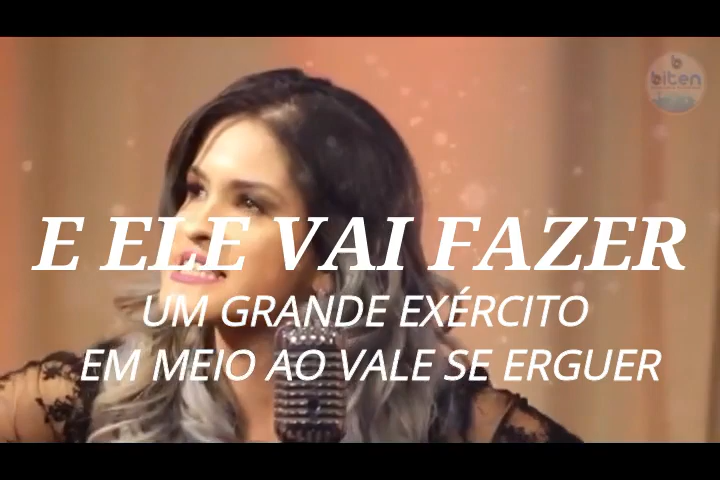 biten
E ELE VAI FAZER
UM GRANDE EXÉRCITO
EM MEIO AO VALE SE ERGUER